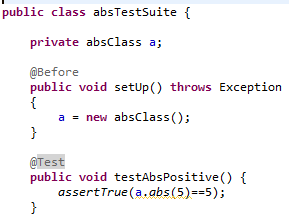 public class absTestSuite {
private absClass a;
@Before
public void setUp() throws Exception
{
a = new absClass();
}
@Test
public void testAbsPositive() {
assertTrue(a.abs(5)==5);
}